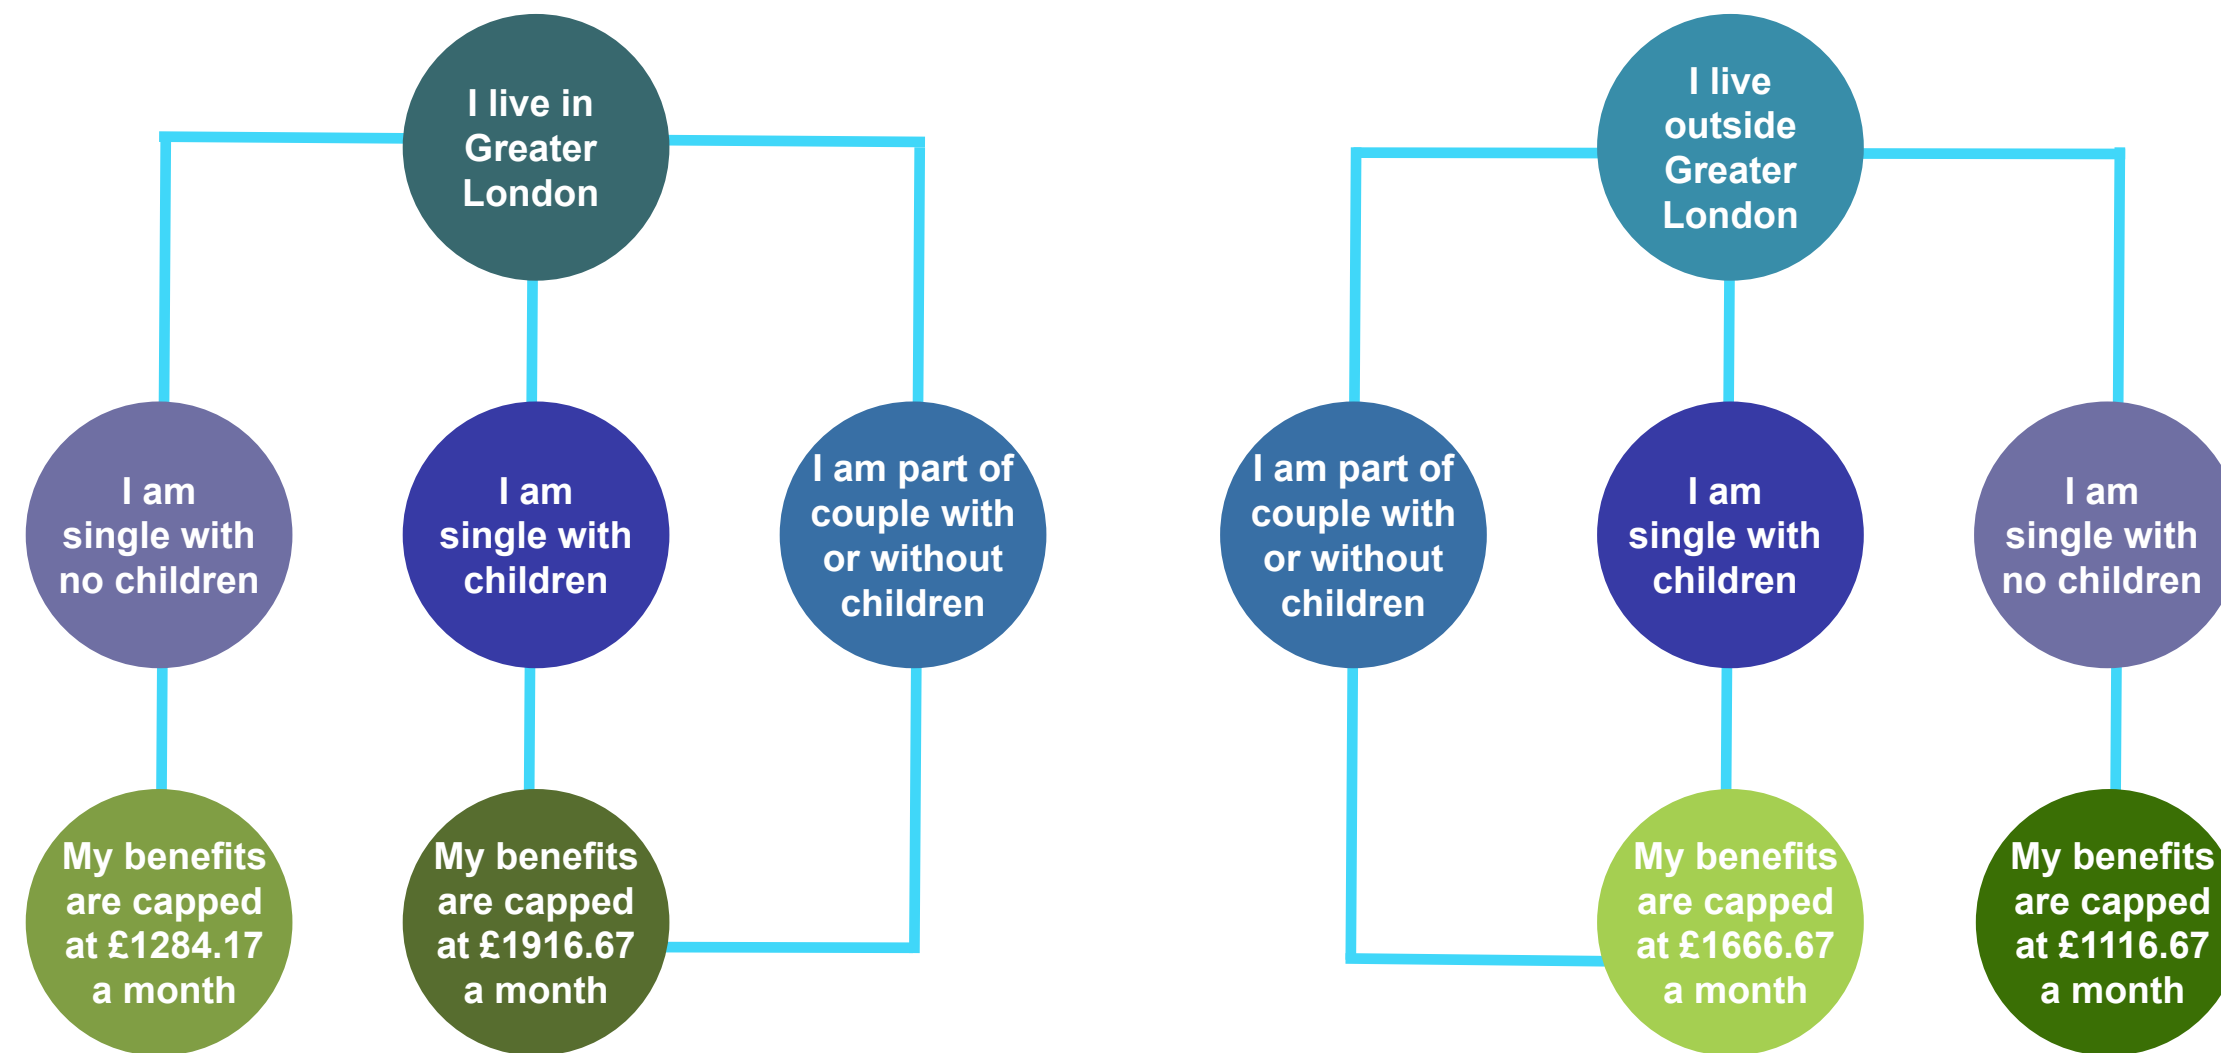 I live in
Greater
London
I live
outside
Greater
London
I am
single with
no children
I am
single with
children
I am part of
couple with
or without
children
I am part of
couple with
or without
children
I am
single with
children
I am
single with
no children
My benefits
are capped
at £1284.17
a month
My benefits
are capped
at £1916.67
a month
My benefits
are capped
at £1666.67
a month
My benefits
are capped
at £1116.67
a month